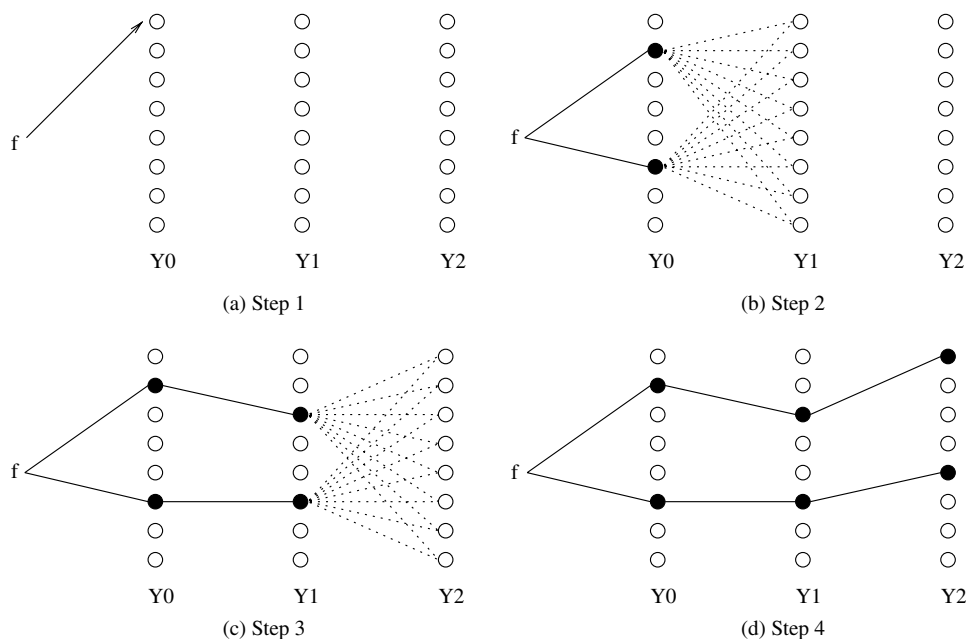 f
f
Y0 Y1 Y2
Y0 Y1 Y2
(a) Step 1
(b) Step 2
f
f
Y0 Y1 Y2
Y0 Y1 Y2
(c) Step 3
(d) Step 4